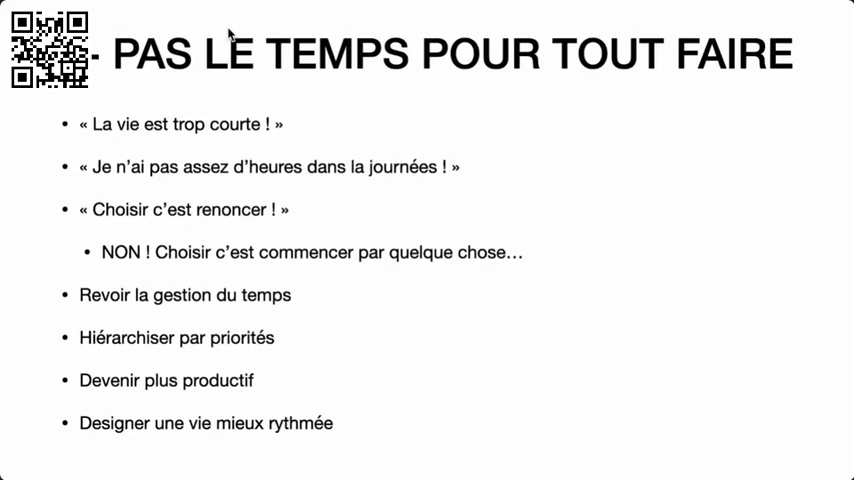 - PAS LE TEMPS POUR TOUT FAIRE
• « La vie est trop courte ! »
• « Je n’ai pas assez d’heures dans la journées ! »
• « Choisir c’est renoncer ! »
• NON ! Choisir c’est commencer par quelque chose…
• Revoir la gestion du temps
• Hiérarchiser par priorités
• Devenir plus productif
• Designer une vie mieux rythmée